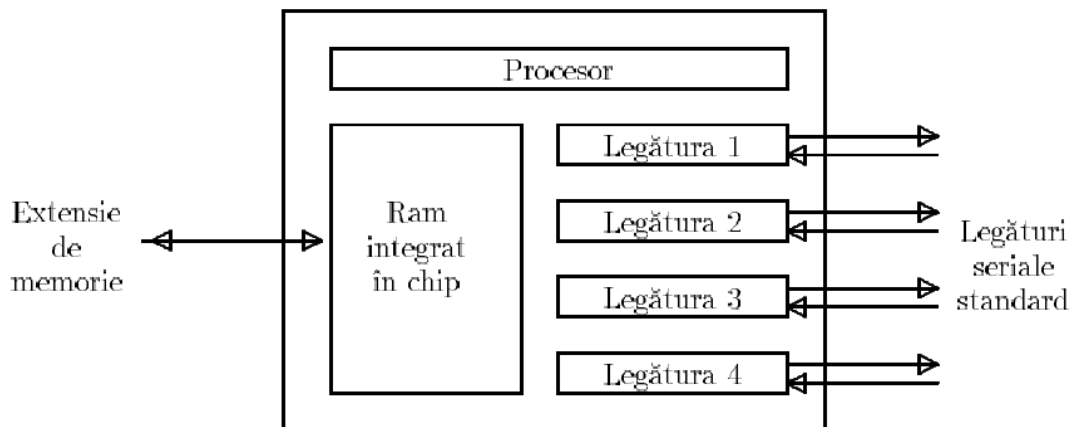 Procesor
Extensie
de
memorie
Ram
integrat
în chip
Legătura 1
Legătura 2
Legătura 3
Legătura 4
Legături
seriale
standard